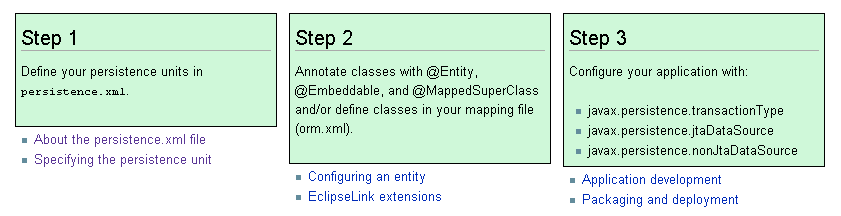 Step 1
Define your persistence units in
persistence.xml.
About the persistence.xml file
Specifying the persistence unit
Step 2
Annotate classes with @Entity,
@Embeddable, and @MappedSuperClass
and/or define classes in your mapping file
(orm.xml).
Configuring an entity
EclipseLink extensions
Step 3
Configure your application with:
javax.persistence.transactionType
javax.persistence.jtaDataSource
javax.persistence.nonJtaDataSource
Application development
Packaging and deployment